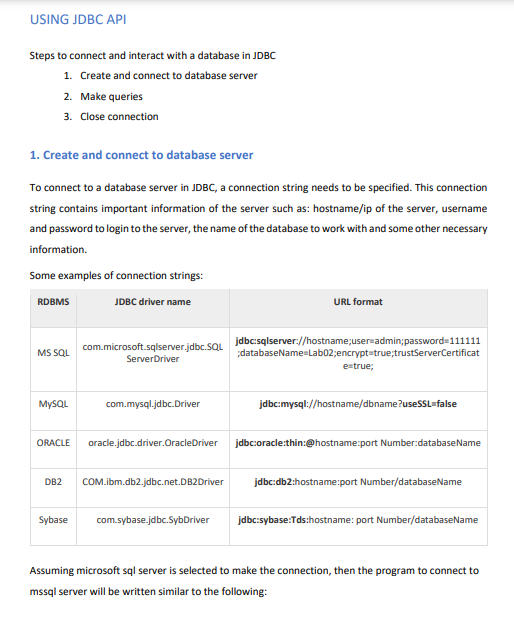 USING JDBC API
Steps to connect and interact with a database in JDBC
1. Create and connect to database server
2. Make queries
3. Close connection
1. Create and connect to database server
To connect to a database server in JDBC, a connection string needs to be specified. This connection
string contains important information of the server such as: hostname/ip of the server, username
and password to login to the server, the name of the database to work with and some other necessary
information.
Some examples of connection strings:
RDBMS JDBC driver name URL format
MS SQL com.microsoft.sqlserver.jdbc.SQL
ServerDriver
jdbc:sqlserver://hostname;user=admin;password=111111
;databaseName=Lab02;encrypt=true;trustServerCertificat
e=true;
MySQL com.mysql.jdbc.Driver jdbc:mysql://hostname/dbname?useSSL=false
ORACLE oracle.jdbc.driver.OracleDriver jdbc:oracle:thin:@hostname:port Number:databaseName
DB2 COM.ibm.db2.jdbc.net.DB2Driver jdbc:db2:hostname:port Number/databaseName
Sybase com.sybase.jdbc.SybDriver jdbc:sybase:Tds:hostname: port Number/databaseName
Assuming microsoft sql server is selected to make the connection, then the program to connect to
mssql server will be written similar to the following: